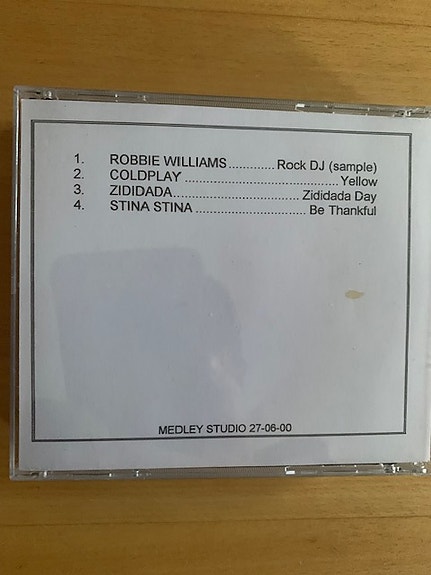 1. ROBBIE WILLIAMS.............Rock DJ (sample)
2. COLDPLAY ............................................Yellow
3. ZIDIDADA....................................Zididada Day
4. STINA STINA ...............................Be Thankful
MEDLEY STUDIO 27-06-00